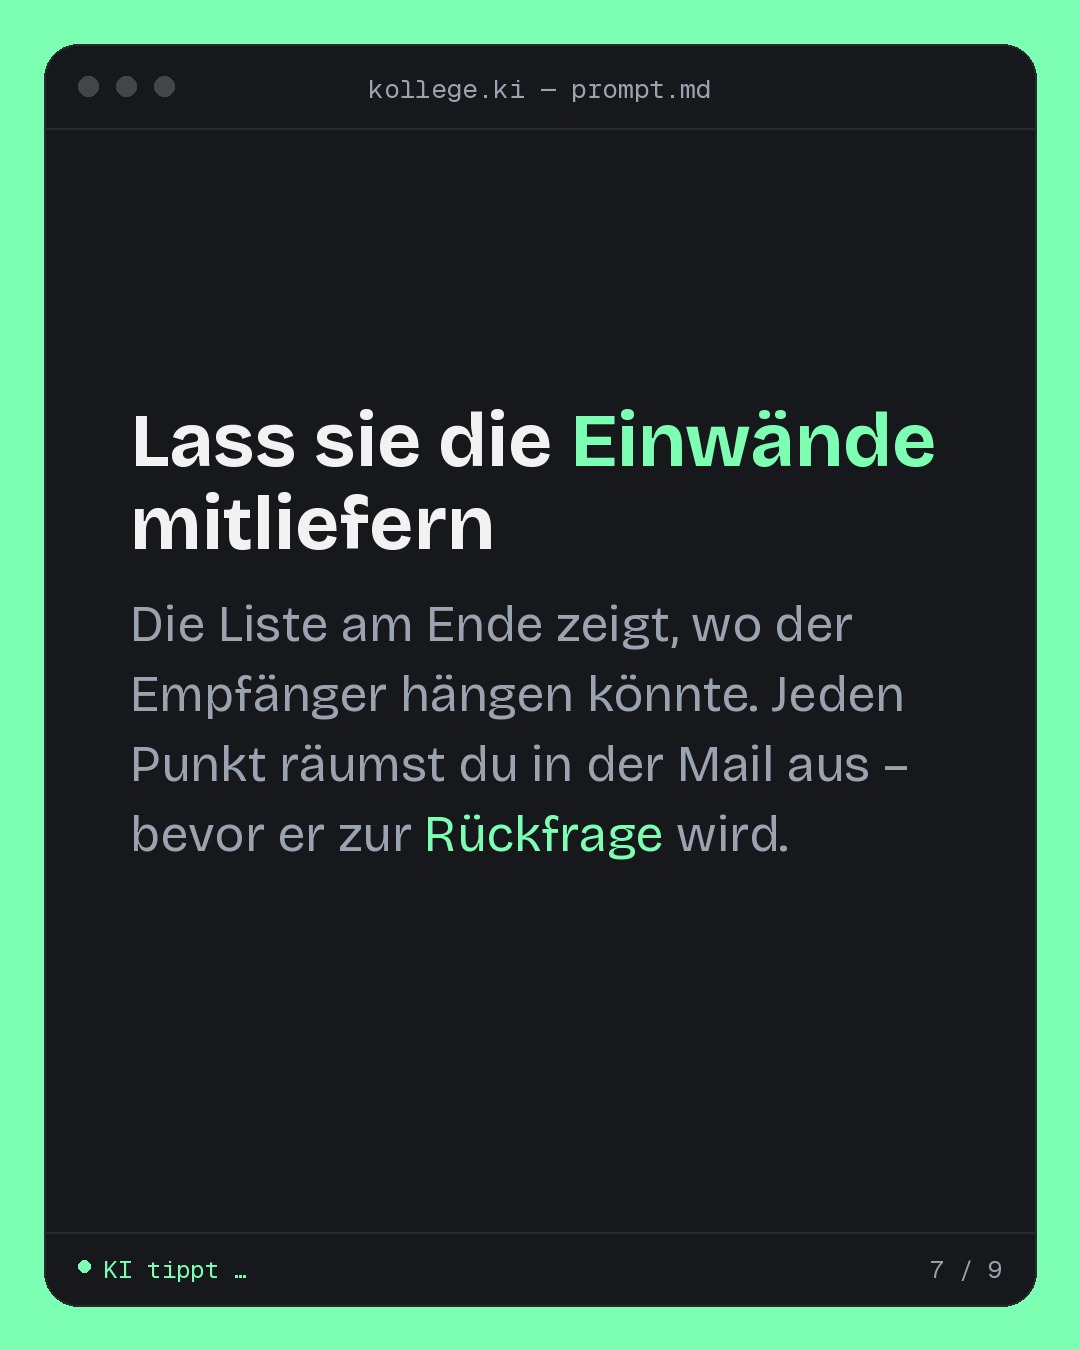 kollege.ki — prompt.md
Lass sie die Einwände
mitliefern
Die Liste am Ende zeigt, wo der
Empfänger hängen könnte. Jeden
Punkt räumst du in der Mail aus –
bevor er zur Rückfrage wird.
KI tippt …
7 / 9